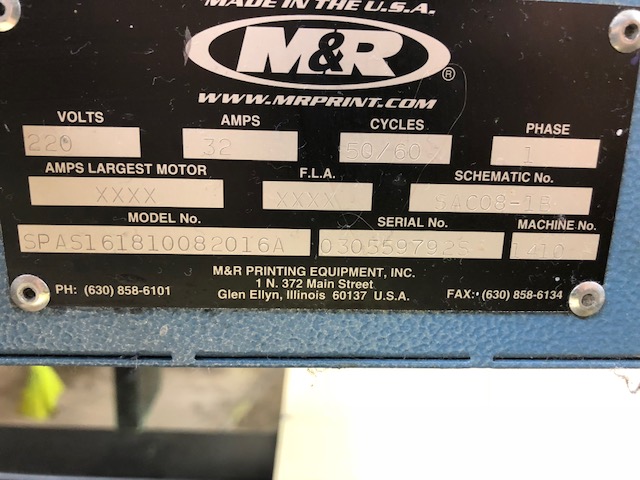 MADE IN THE U.S.A.
M&R
®
WWW.MRPRINT.COM
VOLTS AMPS CYCLES PHASE
220 32 50/60 1
AMPS LARGEST MOTOR F.L.A. SCHEMATIC No.
XXXX XXXX
MODEL No. SERIAL No. MACHINE No.
SPAS161810082016A
M&R PRINTING EQUIPMENT, INC.
1 N. 372 Main Street
PH: (630) 858-6101 Glen Ellyn, Illinois 60137 U.S.A. FAX: (630) 858-6134